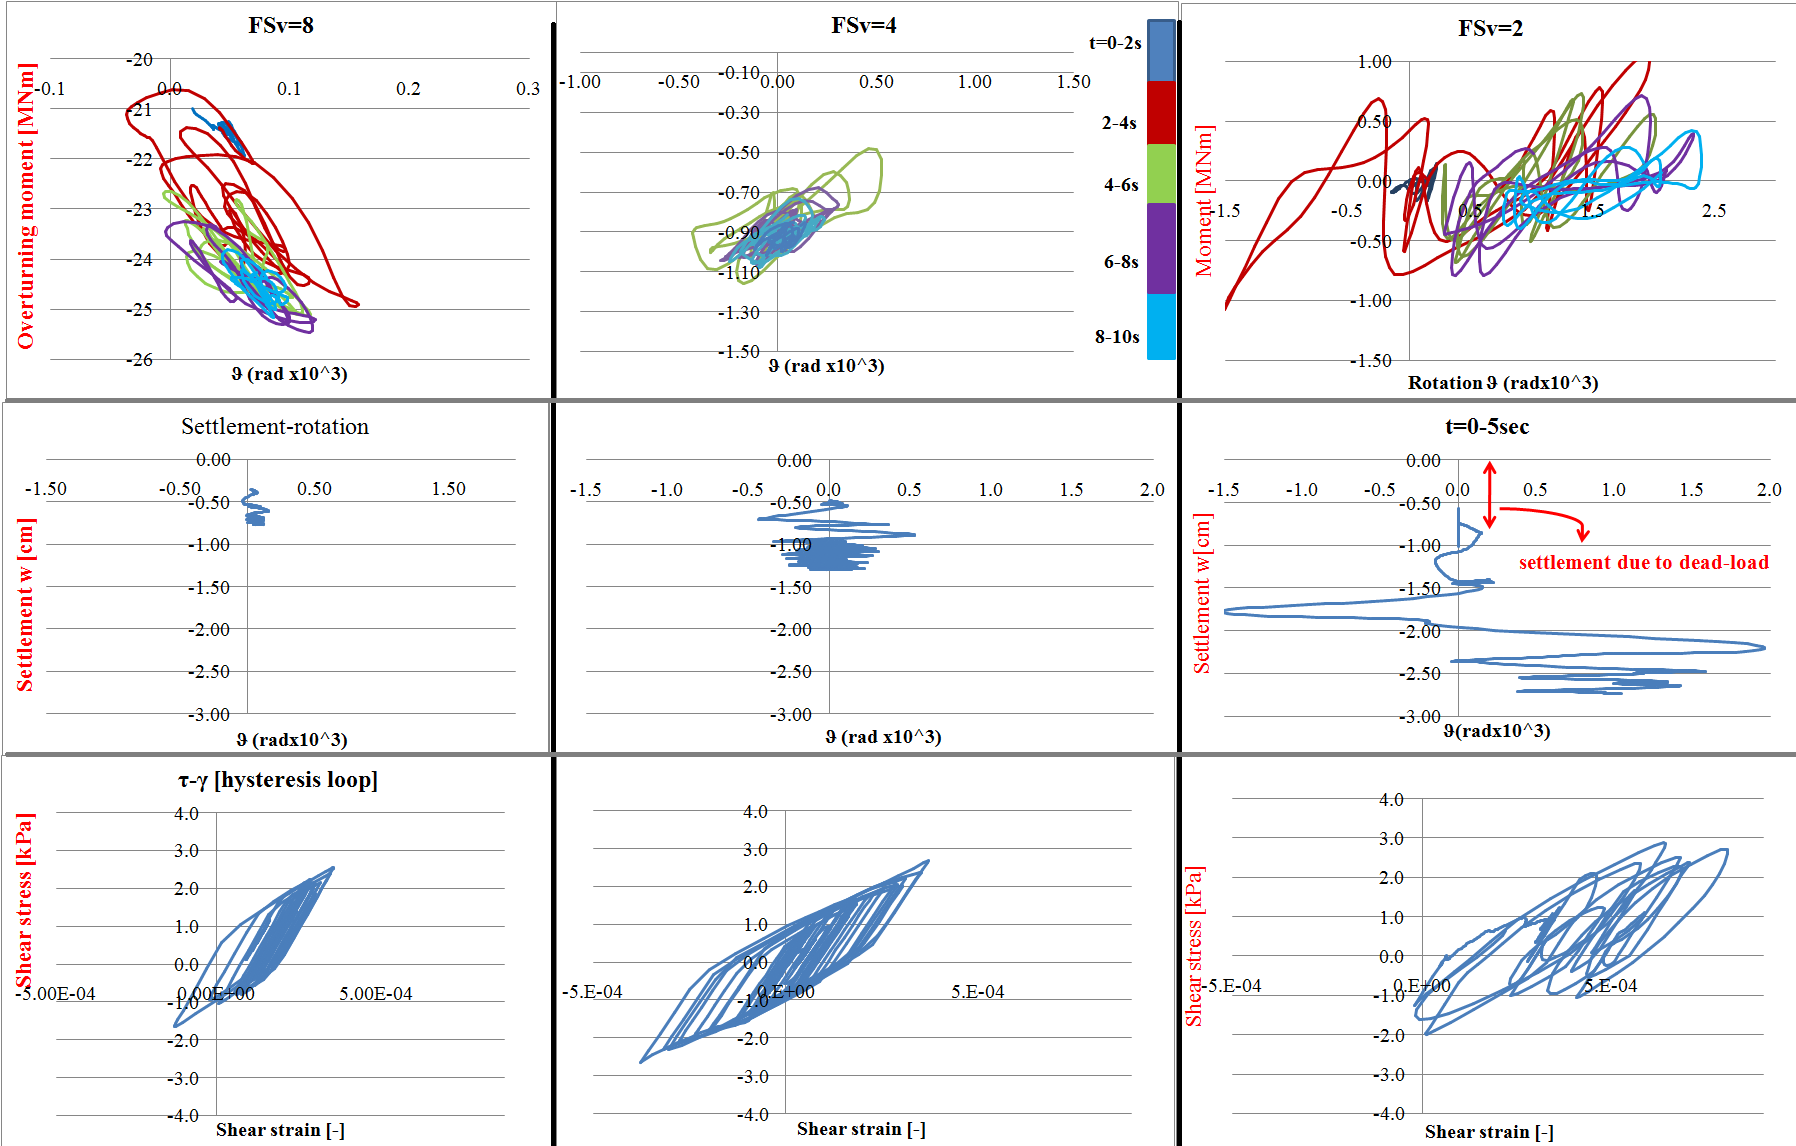 FSv=8
-20
-0.1 0.0 0.1 0.2 0.3
-21
-22
-23
-24
-25
-26
Overturning moment [MNm]
ϑ (rad x10^3)
FSv=4
-1.00 -0.50 0.00 0.50 1.00 1.50
-0.10
-0.30
-0.50
-0.70
-0.90
-1.10
-1.30
-1.50
ϑ (rad x10^3)
t=0-2s
2-4s
4-6s
6-8s
8-10s
FSv=2
1.00
0.50
0.00
-1.5 -0.5 0.5 1.5 2.5
-0.50
-1.00
-1.50
Moment [MNm]
Rotation ϑ (radx10^3)
Settlement-rotation
0.00
-1.50 -0.50 0.50 1.50
-0.50
-1.00
-1.50
-2.00
-2.50
-3.00
Settlement w [cm]
ϑ (radx10^3)
0.00
-1.5 -1.0 -0.5 0.0 0.5 1.0 1.5 2.0
-0.50
-1.00
-1.50
-2.00
-2.50
-3.00
ϑ (rad x10^3)
t=0-5sec
0.00
-1.5 -1.0 -0.5 0.0 0.5 1.0 1.5 2.0
-0.50
-1.00
-1.50
-2.00
-2.50
-3.00
settlement due to dead-load
Settlement w[cm]
ϑ(radx10^3)
τ-γ [hysteresis loop]
4.0
3.0
2.0
1.0
0.0
-5.00E-04 0.00E+00 5.00E-04
-1.0
-2.0
-3.0
-4.0
Shear stress [kPa]
Shear strain [-]
4.0
3.0
2.0
1.0
0.0
-5.E-04 0.E+00 5.E-04
-1.0
-2.0
-3.0
-4.0
Shear strain [-]
4.0
3.0
2.0
1.0
0.0
-5.E-04 0.E+00 5.E-04
-1.0
-2.0
-3.0
-4.0
Shear stress [kPa]
Shear strain [-]